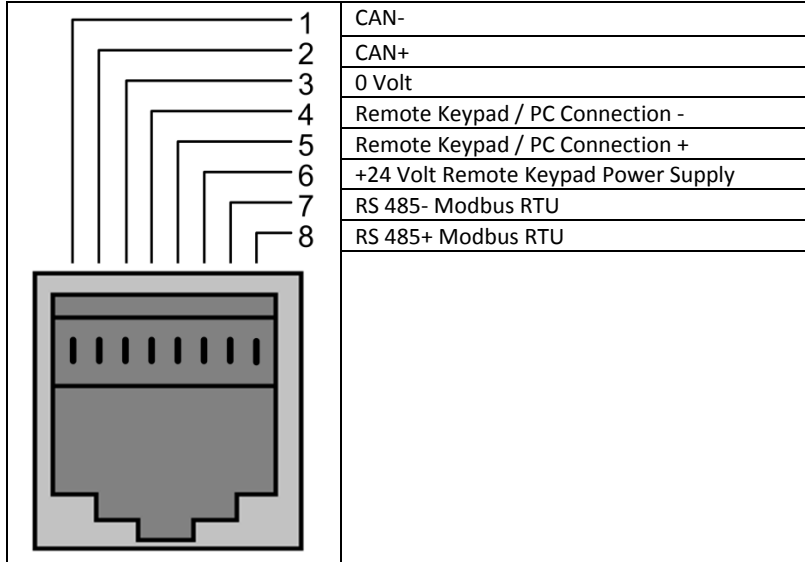 1 CAN-
2 CAN+
3 0 Volt
4 Remote Keypad / PC Connection -
5 Remote Keypad / PC Connection +
6 +24 Volt Remote Keypad Power Supply
7 RS 485- Modbus RTU
8 RS 485+ Modbus RTU